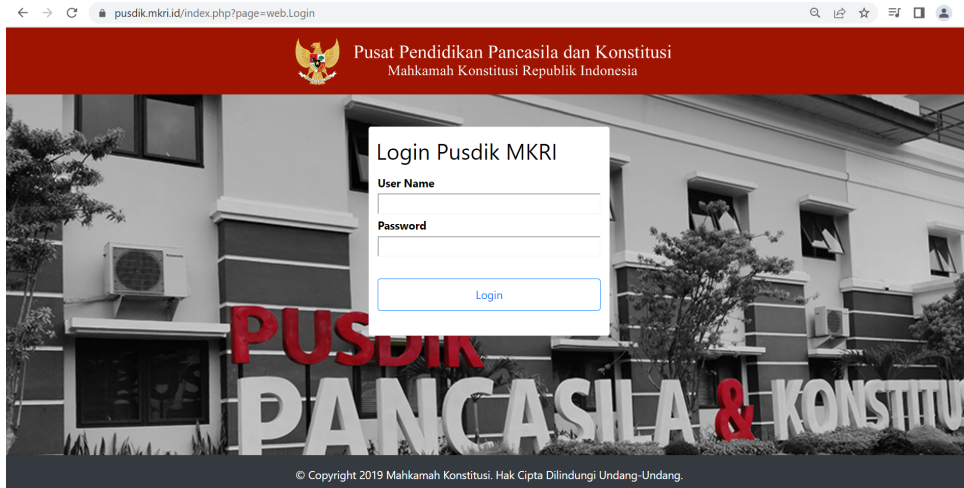 pusdik.mkri.id/index.php?page=web.Login
Pusat Pendidikan Pancasila dan Konstitusi
Mahkamah Konstitusi Republik Indonesia
Login Pusdik MKRI
User Name
Password
Login
PUSDIK
PANCASILA & KONSTITU
© Copyright 2019 Mahkamah Konstitusi. Hak Cipta Dilindungi Undang-Undang.